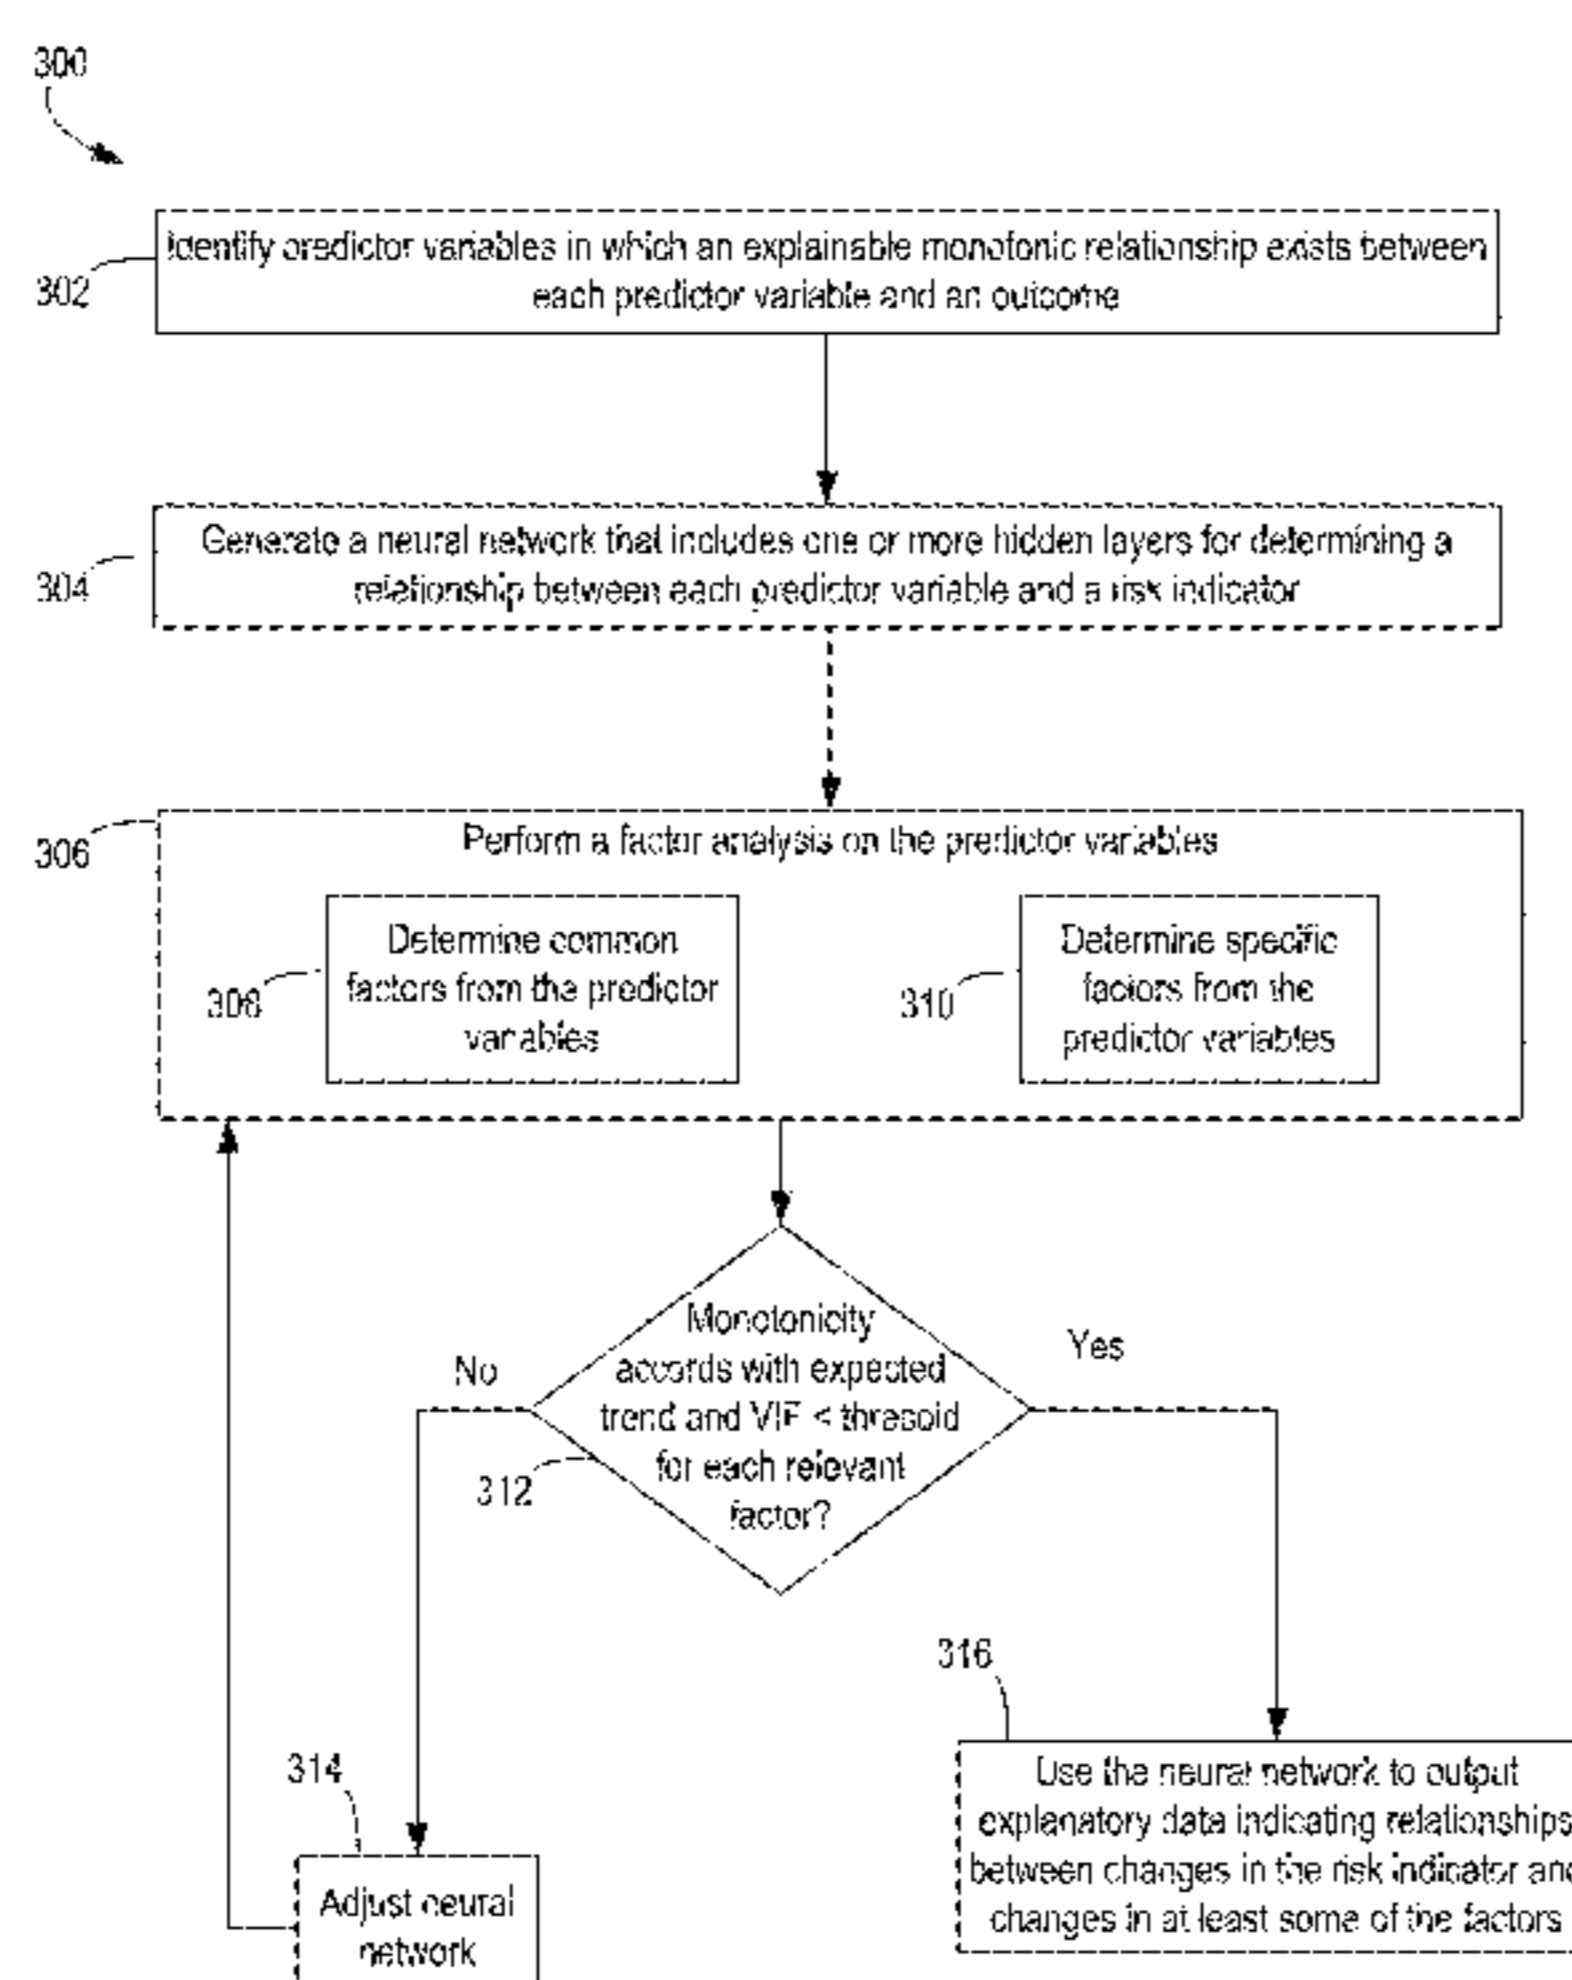 300
Identify predictor variables in which an explainable monotonic relationship exists between
302
each predictor variable and an outcome
Generate a neural network that includes one or more hidden layers for determining a
304
relationship between each predictor variable and a risk indicator
306
Perform a factor analysis on the predictor variables
Determine common
factors from the predictor
variables
308
Determine specific
factors from the
predictor variables
310
Monotonicity
accords with expected
trend and VIF < thresold
for each relevant
factor?
No
Yes
312
316
314
Use the neural network to output
explanatory data indicating relationships
between changes in the risk indicator and
changes in at least some of the factors
Adjust neural
network